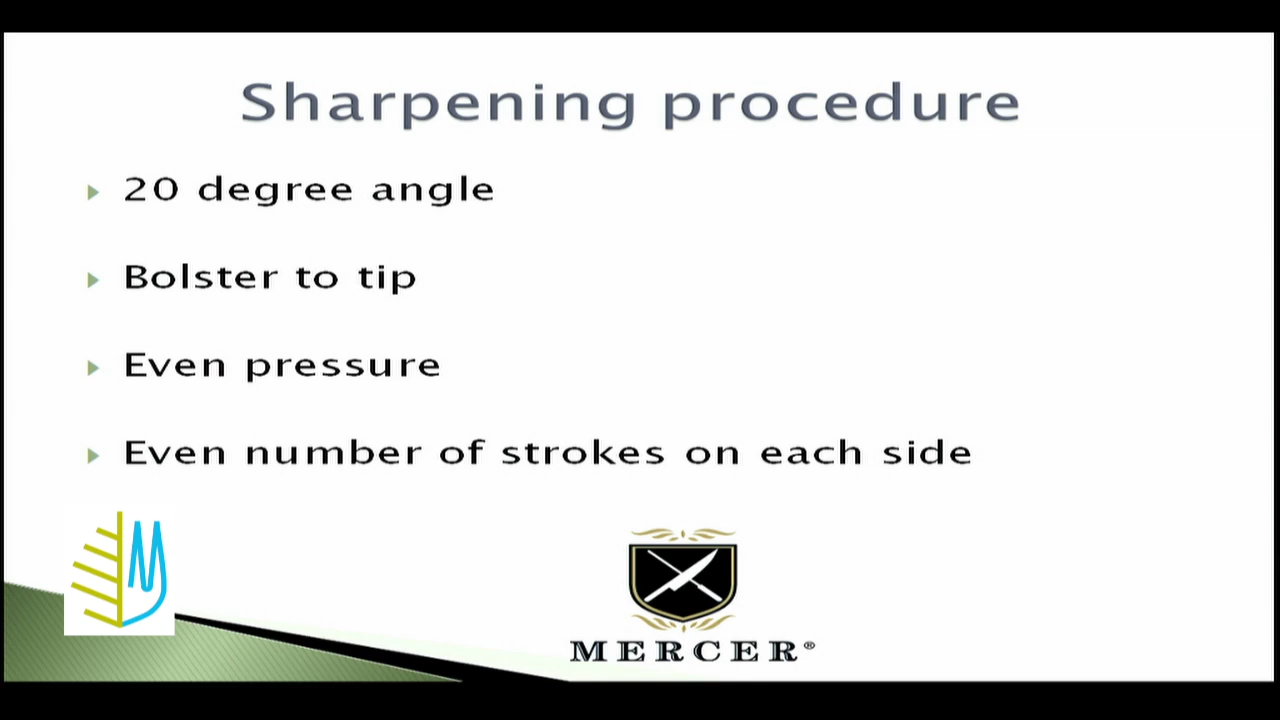 Sharpening procedure
20 degree angle
Bolster to tip
Even pressure
Even number of strokes on each side
M
MERCER®